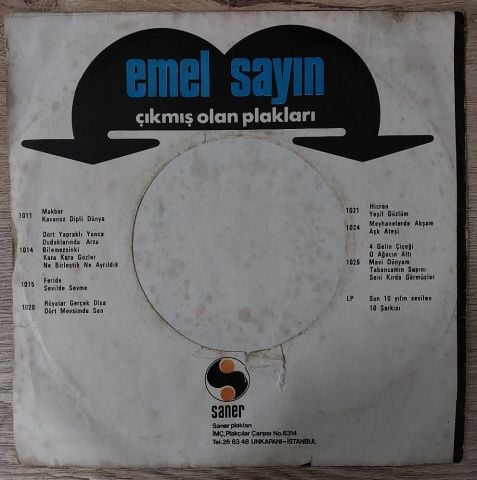 emel sayın
çıkmış olan plakları
1011 Makber
Kavanoz Dipli Dünya
Dört Yapraklı Yonca
Dudaklarında Arzu
1014 Bilemezsinki
Kara Kara Gözler
Ne Birleştik Ne Ayrıldık
1015 Feride
Sevilde Sevme
1020 Rüyalar Gerçek Olsa
Dört Mevsimde Sen
1021 Hicran
Yeşil Gözlüm
1024 Meyhanelerde Akşam
Aşk Ateşi
4 Gelin Çiçeği
O Ağacın Altı
1025 Mavi Dünyam
Tabancamın Sapını
Seni Kırda Görmüşler
LP Son 10 yılın sevilen
10 Şarkısı
saner
Saner plakları
İMÇ, Plakçılar Çarşısı No.6314
Tel: 26 63 48 UNKAPANI-İSTANBUL